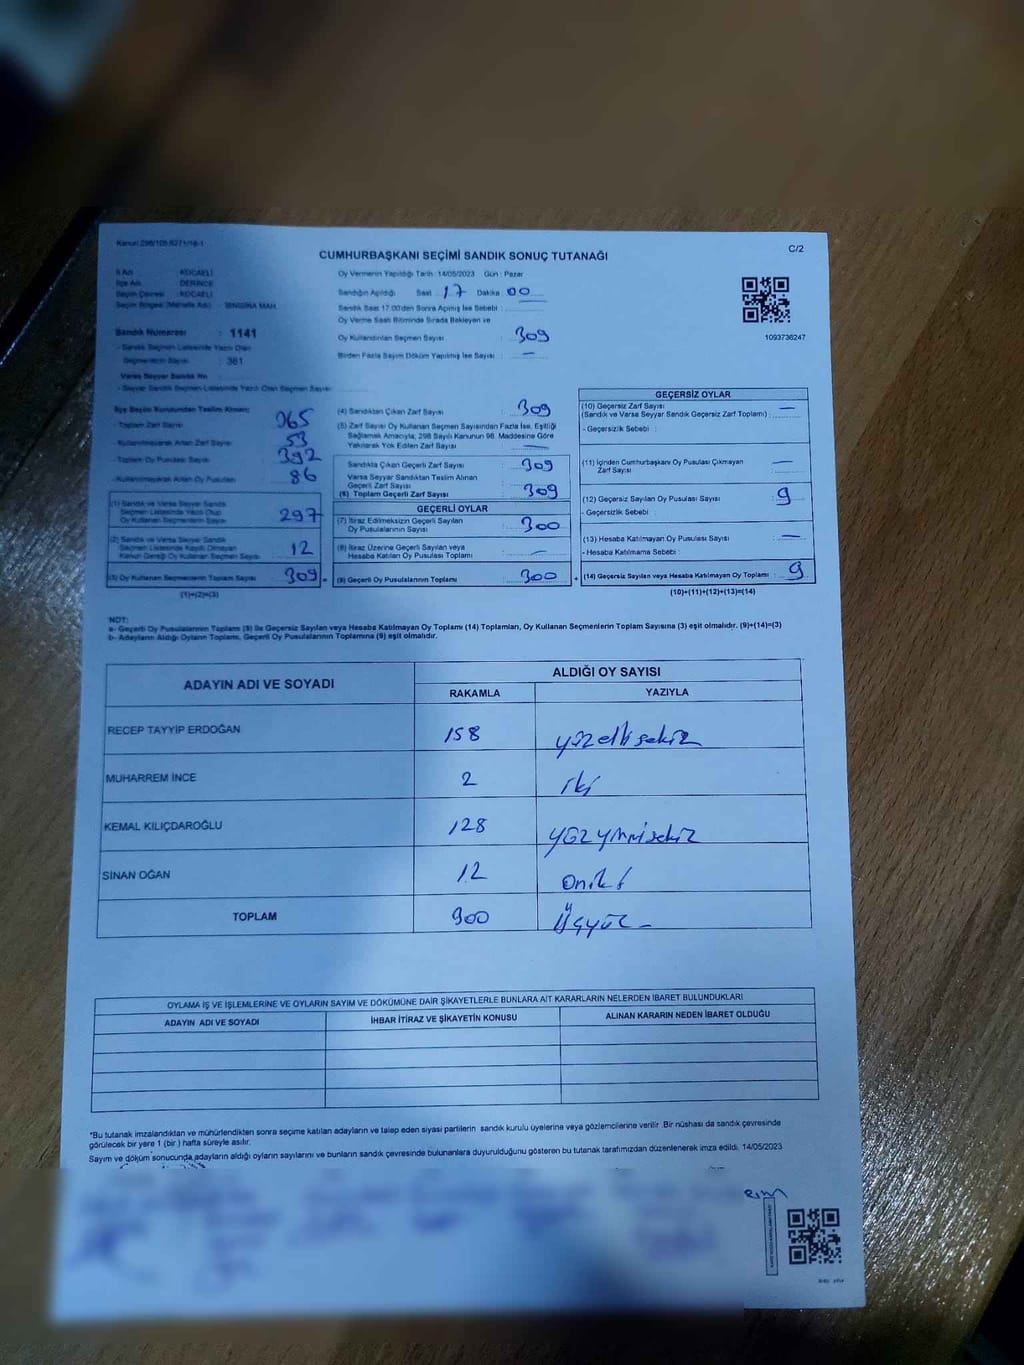 Kanun: 298/105,6271/18-1
C/2
CUMHURBAŞKANI SEÇİMİ SANDIK SONUÇ TUTANAĞI
İl Adı : KOCAELİ
İlçe Adı : DERİNCE
Seçim Çevresi : KOCAELİ
Seçim Bölgesi (Mahalle Adı) : MAH.
Sandık Numarası : 1141
- Sandık Seçmen Listesinde Yazılı Olan
Seçmenlerin Sayısı : 361
Varsa Seyyar Sandık No :
- Seyyar Sandık Seçmen Listesinde Yazılı Olan Seçmen Sayısı :
Oy Vermenin Yapıldığı Tarih : 14/05/2023 Gün : Pazar
Sandığın Açıldığı Saat : 17 Dakika : 00
Sandık Saat 17.00'den Sonra Açılmış İse Sebebi :
Oy Verme Saati Bitiminde Sırada Bekleyen ve
Oy Kullandırılan Seçmen Sayısı : 309
Birden Fazla Sayım Döküm Yapılmış İse Sayısı : —
1093736247
İlçe Seçim Kurulundan Teslim Alınan;
- Toplam Zarf Sayısı : 365
- Kullanılmayarak Artan Zarf Sayısı : 53
- Toplam Oy Pusulası Sayısı : 392
- Kullanılmayarak Artan Oy Pusulası : 86
(1) Sandık ve Varsa Seyyar Sandık
Seçmen Listesinde Yazılı Olup
Oy Kullanan Seçmenlerin Sayısı : 297
(2) Sandık ve Varsa Seyyar Sandık
Seçmen Listesinde Kayıtlı Olmayan
Kanun Gereği Oy Kullanan Seçmen Sayısı : 12
(3) Oy Kullanan Seçmenlerin Toplam Sayısı : 309 =
(1)+(2)=(3)
(4) Sandıktan Çıkan Zarf Sayısı : 309
(5) Zarf Sayısı Oy Kullanan Seçmen Sayısından Fazla İse, Eşitliği
Sağlamak Amacıyla, 298 Sayılı Kanunun 98. Maddesine Göre
Yakılarak Yok Edilen Zarf Sayısı : —
Sandıkta Çıkan Geçerli Zarf Sayısı : 309
Varsa Seyyar Sandıktan Teslim Alınan
Geçerli Zarf Sayısı :
(6) Toplam Geçerli Zarf Sayısı : 309
GEÇERLİ OYLAR
(7) İtiraz Edilmeksizin Geçerli Sayılan
Oy Pusulalarının Sayısı : 300
(8) İtiraz Üzerine Geçerli Sayılan veya
Hesaba Katılan Oy Pusulası Toplamı : —
(9) Geçerli Oy Pusulalarının Toplamı : 300 +
GEÇERSİZ OYLAR
(10) Geçersiz Zarf Sayısı
(Sandık ve Varsa Seyyar Sandık Geçersiz Zarf Toplamı) : —
- Geçersizlik Sebebi :
(11) İçinden Cumhurbaşkanı Oy Pusulası Çıkmayan
Zarf Sayısı : —
(12) Geçersiz Sayılan Oy Pusulası Sayısı : 9
- Geçersizlik Sebebi :
(13) Hesaba Katılmayan Oy Pusulası Sayısı : —
- Hesaba Katılmama Sebebi :
(14) Geçersiz Sayılan veya Hesaba Katılmayan Oy Toplamı : 9
(10)+(11)+(12)+(13)=(14)
NOT:
a- Geçerli Oy Pusulalarının Toplamı (9) ile Geçersiz Sayılan veya Hesaba Katılmayan Oy Toplamı (14) Toplamları, Oy Kullanan Seçmenlerin Toplam Sayısına (3) eşit olmalıdır. (9)+(14)=(3)
b- Adayların Aldığı Oyların Toplamı, Geçerli Oy Pusulalarının Toplamına (9) eşit olmalıdır.
ADAYIN ADI VE SOYADI
ALDIĞI OY SAYISI
RAKAMLA YAZIYLA
RECEP TAYYİP ERDOĞAN 158 yüzellisekiz
MUHARREM İNCE 2 iki
KEMAL KILIÇDAROĞLU 128 yüzyirmisekiz
SİNAN OĞAN 12 oniki
TOPLAM 300 üçyüz
OYLAMA İŞ VE İŞLEMLERİNE VE OYLARIN SAYIM VE DÖKÜMÜNE DAİR ŞİKAYETLERLE BUNLARA AİT KARARLARIN NELERDEN İBARET BULUNDUKLARI
ADAYIN ADI VE SOYADI İHBAR İTİRAZ VE ŞİKAYETİN KONUSU ALINAN KARARIN NEDEN İBARET OLDUĞU
*Bu tutanak imzalandıktan ve mühürlendikten sonra seçime katılan adayların ve talep eden siyasi partilerin sandık kurulu üyelerine veya gözlemcilerine verilir. Bir nüshası da sandık çevresinde
görülecek bir yere 1 (bir ) hafta süreyle asılır.
Sayım ve döküm sonucunda,adayların aldığı oyların sayılarını ve bunların sandık çevresinde bulunanlara duyurulduğunu gösteren bu tutanak tarafımızdan düzenlenerek imza edildi. 14/05/2023